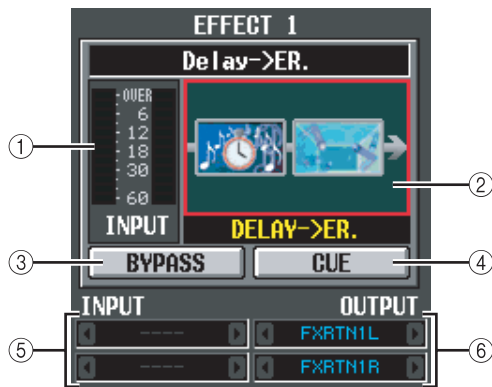 EFFECT 1
Delay->ER.
OVER
6
12
18
30
60
INPUT
DELAY->ER.
BYPASS CUE
INPUT OUTPUT
---- FXRTN1L
---- FXRTN1R
1
2
3
4
5
6